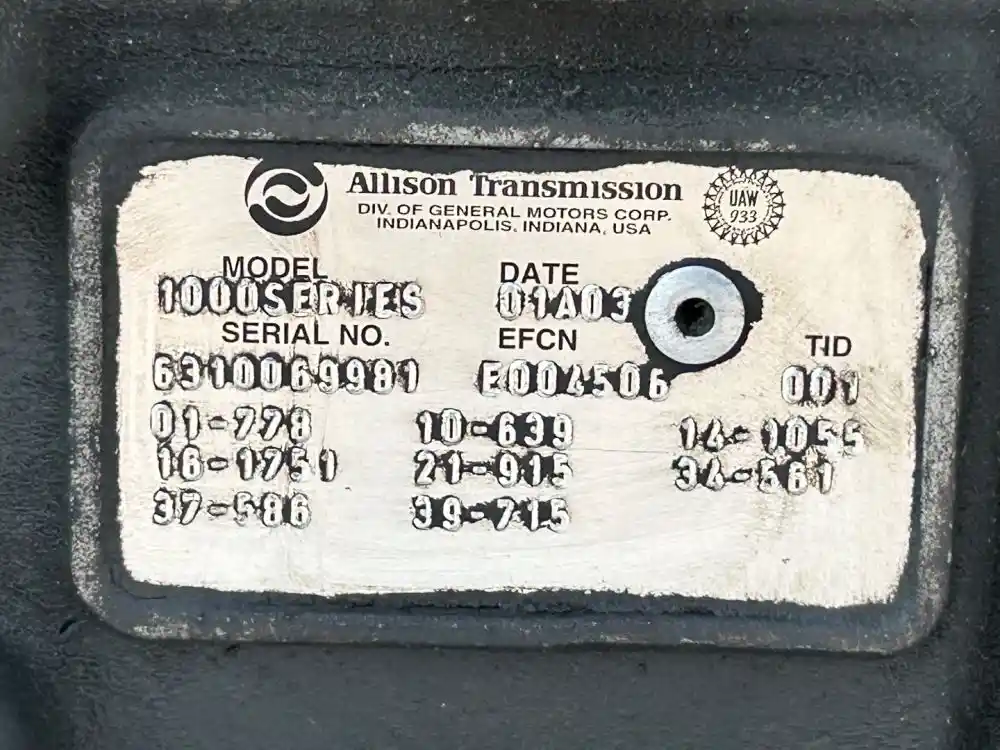 Allison Transmission
DIV. OF GENERAL MOTORS CORP.
INDIANAPOLIS, INDIANA, USA
UAW
933
MODEL DATE
1000SERIES 01A03
SERIAL NO. EFCN TID
6310069981 E004506 001
01-778 10-639 14-1055
16-1751 21-915 34-561
37-586 39-715